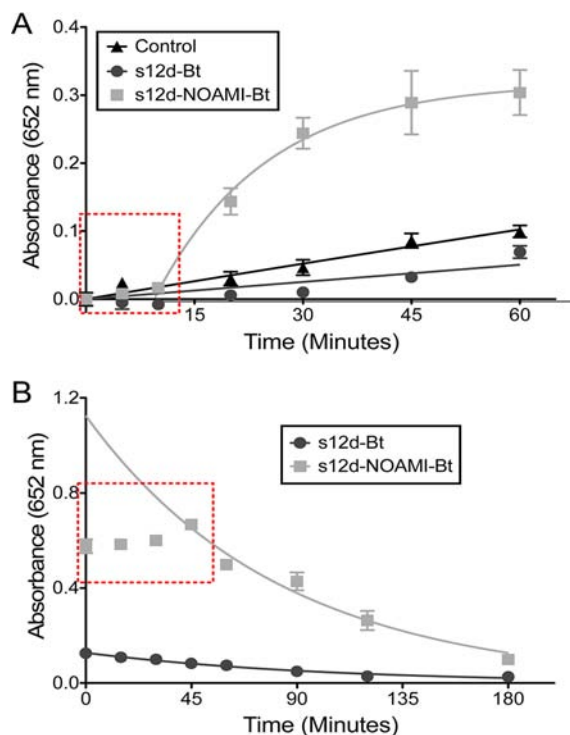 A
Absorbance (652 nm)
0.4
0.3
0.2
0.1
0.0
Control
s12d-Bt
s12d-NOAMI-Bt
15
30
45
60
Time (Minutes)
B
Absorbance (652 nm)
1.2
0.8
0.4
0.0
s12d-Bt
s12d-NOAMI-Bt
0
45
90
135
180
Time (Minutes)